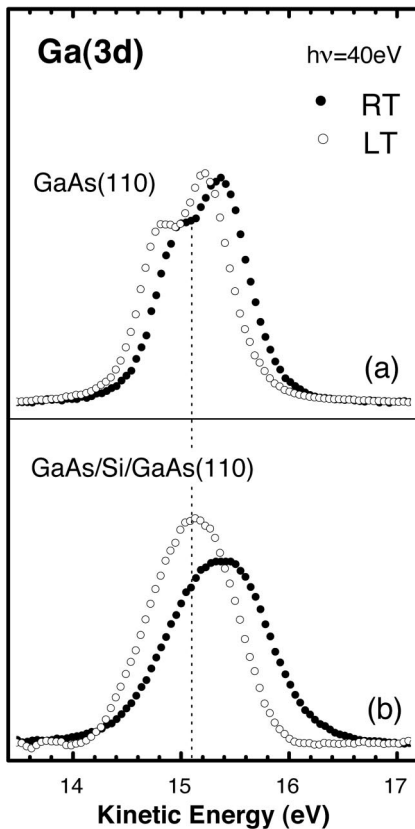 Ga(3d)
hν=40eV
RT
LT
GaAs(110)
(a)
GaAs/Si/GaAs(110)
(b)
14 15 16 17
Kinetic Energy (eV)